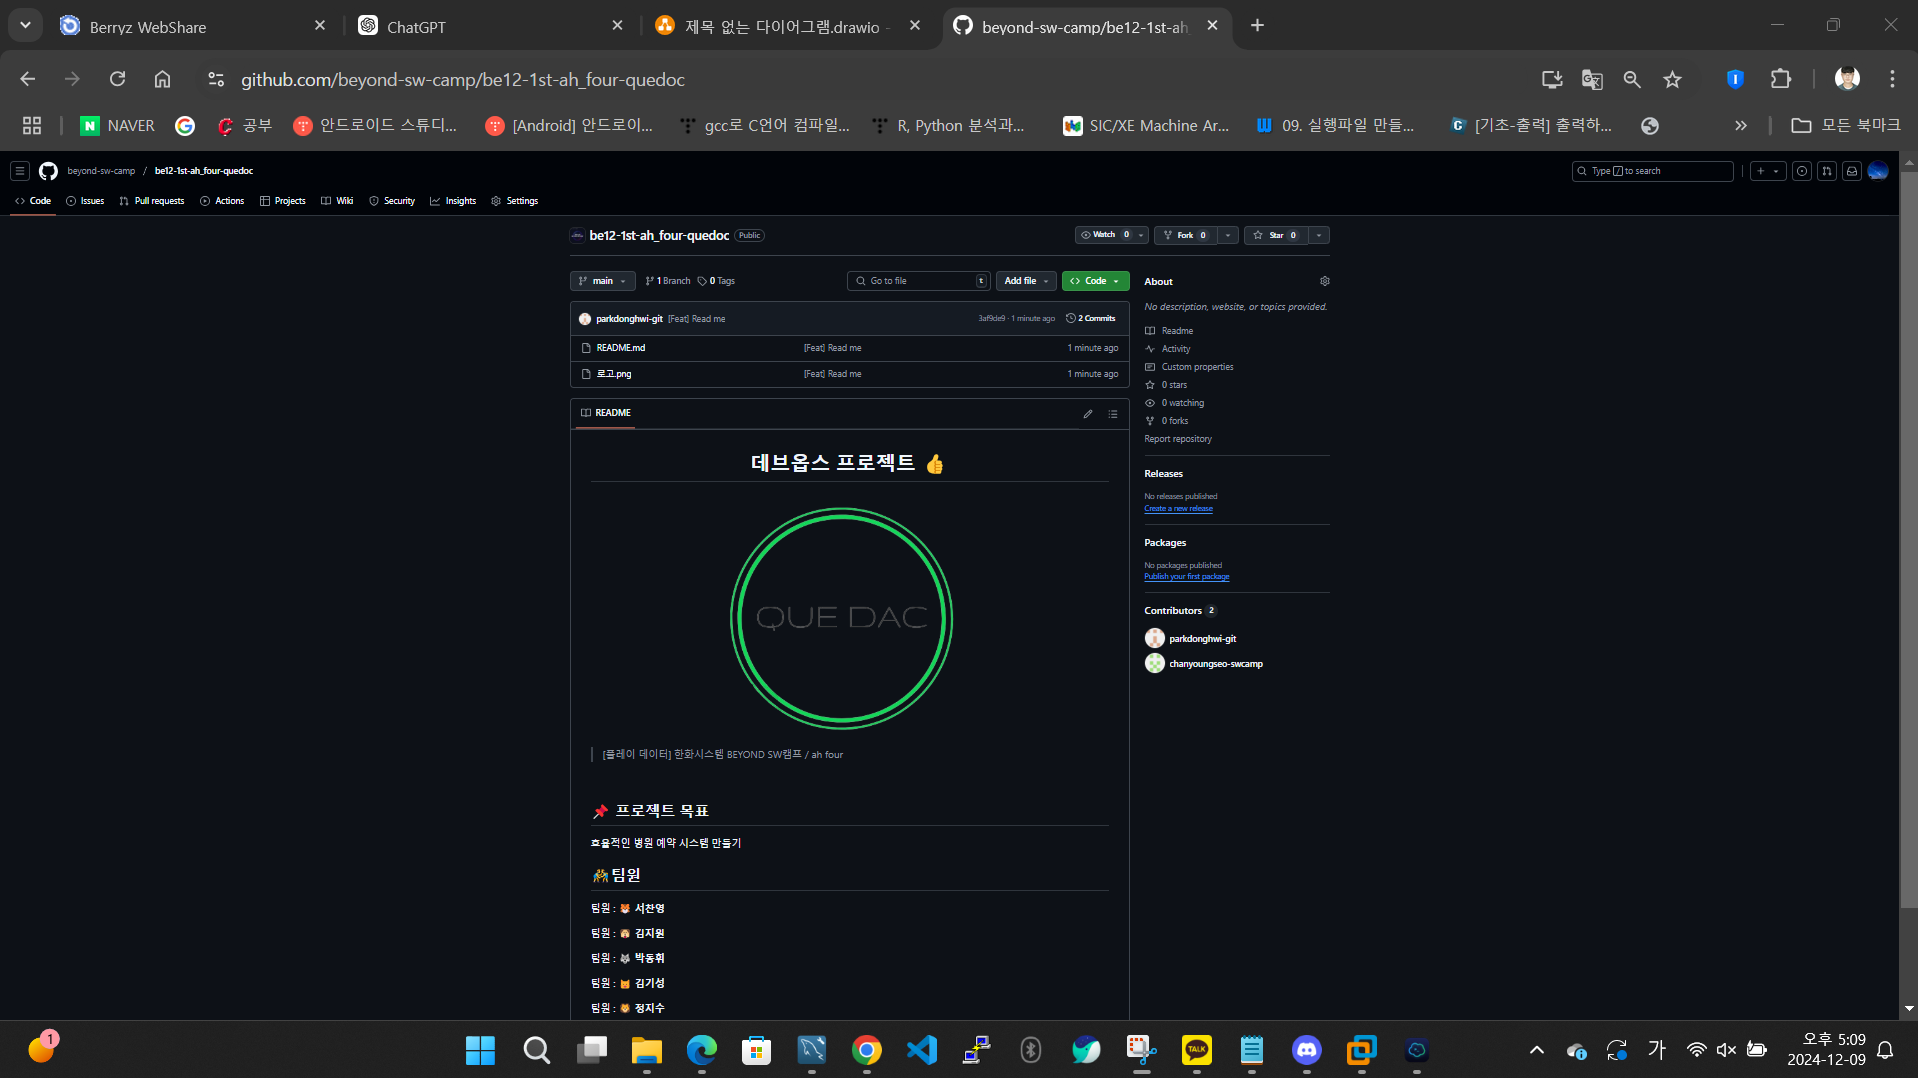 Berryz WebShare
ChatGPT
제목 없는 다이어그램.drawio -
beyond-sw-camp/be12-1st-ah_
github.com/beyond-sw-camp/be12-1st-ah_four-quedoc
NAVER
공부
안드로이드 스튜디...
[Android] 안드로이...
gcc로 C언어 컴파일...
R, Python 분석과...
SIC/XE Machine Ar...
09. 실행파일 만들...
[기초-출력] 출력하...
모든 북마크
beyond-sw-camp / be12-1st-ah_four-quedoc
Type / to search
Code
Issues
Pull requests
Actions
Projects
Wiki
Security
Insights
Settings
be12-1st-ah_four-quedoc Public
Watch 0
Fork 0
Star 0
main
1 Branch
0 Tags
Go to file t
Add file
Code
parkdonghwi-git [Feat] Read me 3af9de9 · 1 minute ago 2 Commits
README.md [Feat] Read me 1 minute ago
로고.png [Feat] Read me 1 minute ago
README
데브옵스 프로젝트 👍
QUE DAC
[플레이 데이터] 한화시스템 BEYOND SW캠프 / ah four
📌 프로젝트 목표
효율적인 병원 예약 시스템 만들기
팀원
팀원 : 🦊 서찬영
팀원 : 김지원
팀원 : 🐺 박동휘
팀원 : 🐱 김기성
팀원 : 🦁 정지수
About
No description, website, or topics provided.
Readme
Activity
Custom properties
0 stars
0 watching
0 forks
Report repository
Releases
No releases published
Create a new release
Packages
No packages published
Publish your first package
Contributors 2
parkdonghwi-git
chanyoungseo-swcamp
1
TALK
가
오후 5:09
2024-12-09